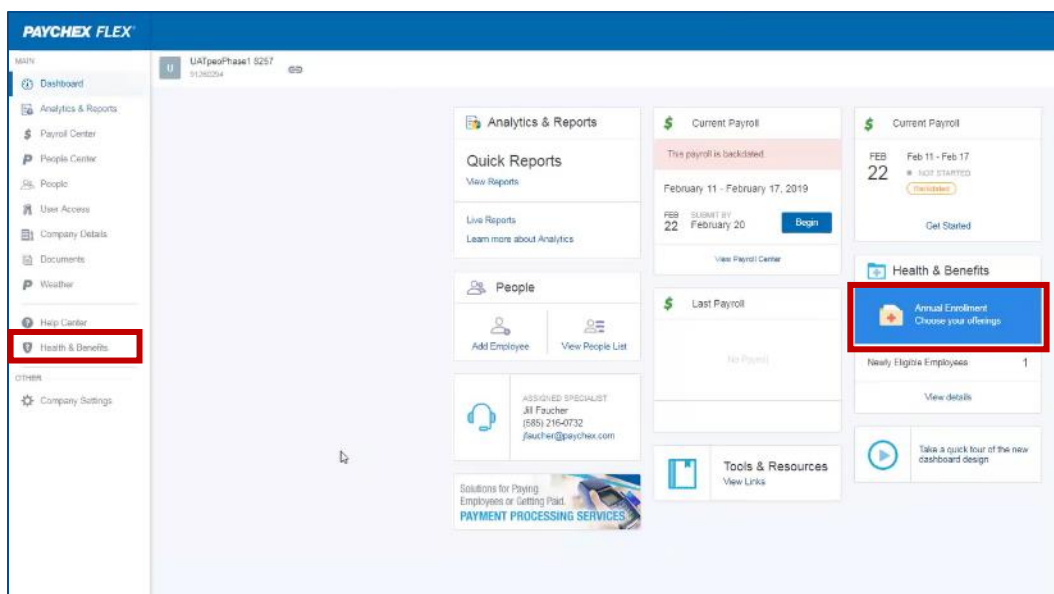 PAYCHEX FLEX®
MAIN
Dashboard
Analytics & Reports
Payroll Center
People Center
People
User Access
Company Details
Documents
Weather
Help Center
Health & Benefits
OTHER
Company Settings
U
UATpeoPhase1 8257
Analytics & Reports
Quick Reports
View Reports
Live Reports
Learn more about Analytics
People
Add Employee
View People List
ASSIGNED SPECIALIST
Jill Faucher
(585) 216-0732
jfaucher@paychex.com
Solutions for Paying
Employees or Getting Paid.
PAYMENT PROCESSING SERVICES
Current Payroll
This payroll is backdated
February 11 - February 17, 2019
FEB
22
SUBMIT BY
February 20
Begin
View Payroll Center
Last Payroll
No Payroll
Tools & Resources
View Links
Current Payroll
FEB
22
Feb 11 - Feb 17
NOT STARTED
Backdated
Get Started
Health & Benefits
Annual Enrollment
Choose your offerings
Newly Eligible Employees 1
View details
Take a quick tour of the new
dashboard design